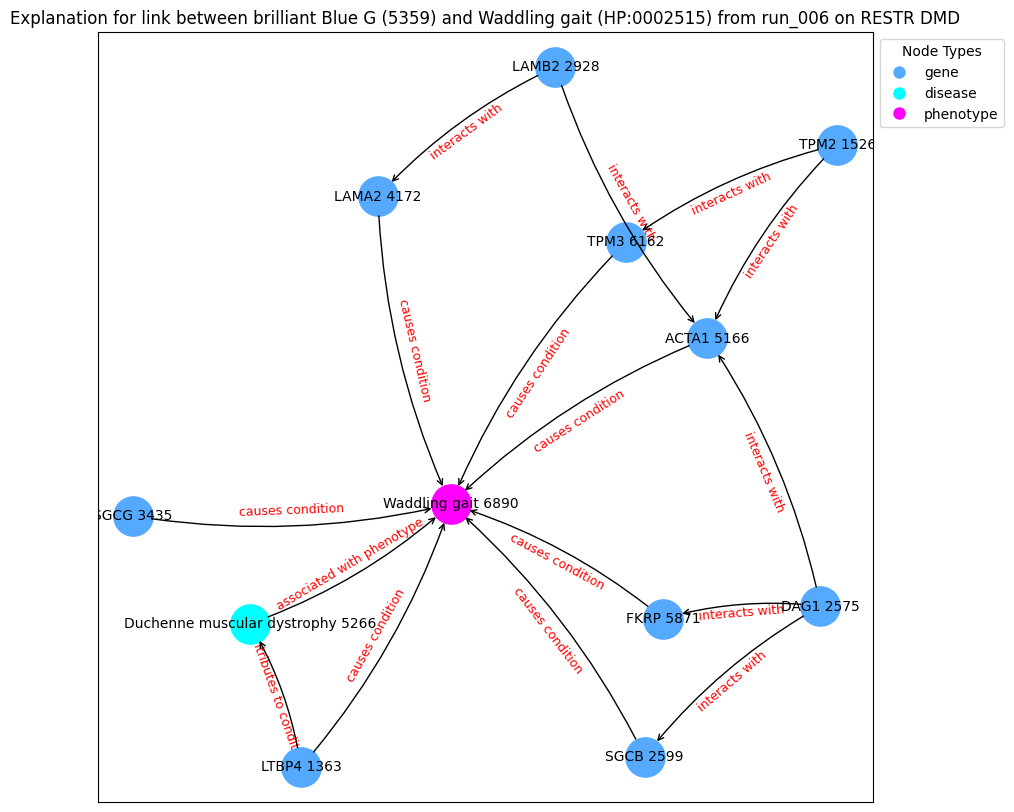 Explanation for link between brilliant Blue G (5359) and Waddling gait (HP:0002515) from run_006 on RESTR DMD
Node Types
gene
disease
phenotype
LAMB2 2928
TPM2 1526
interacts with
interacts with
interacts with
LAMA2 4172
TPM3 6162
interacts with
ACTA1 5166
causes condition
causes condition
causes condition
interacts with
Waddling gait 6890
SGCG 3435
causes condition
associated with phenotype
causes condition
Duchenne muscular dystrophy 5266
FKRP 5871
interacts with
DAG1 2575
causes condition
causes condition
interacts with
tributes to condit
SGCB 2599
LTBP4 1363